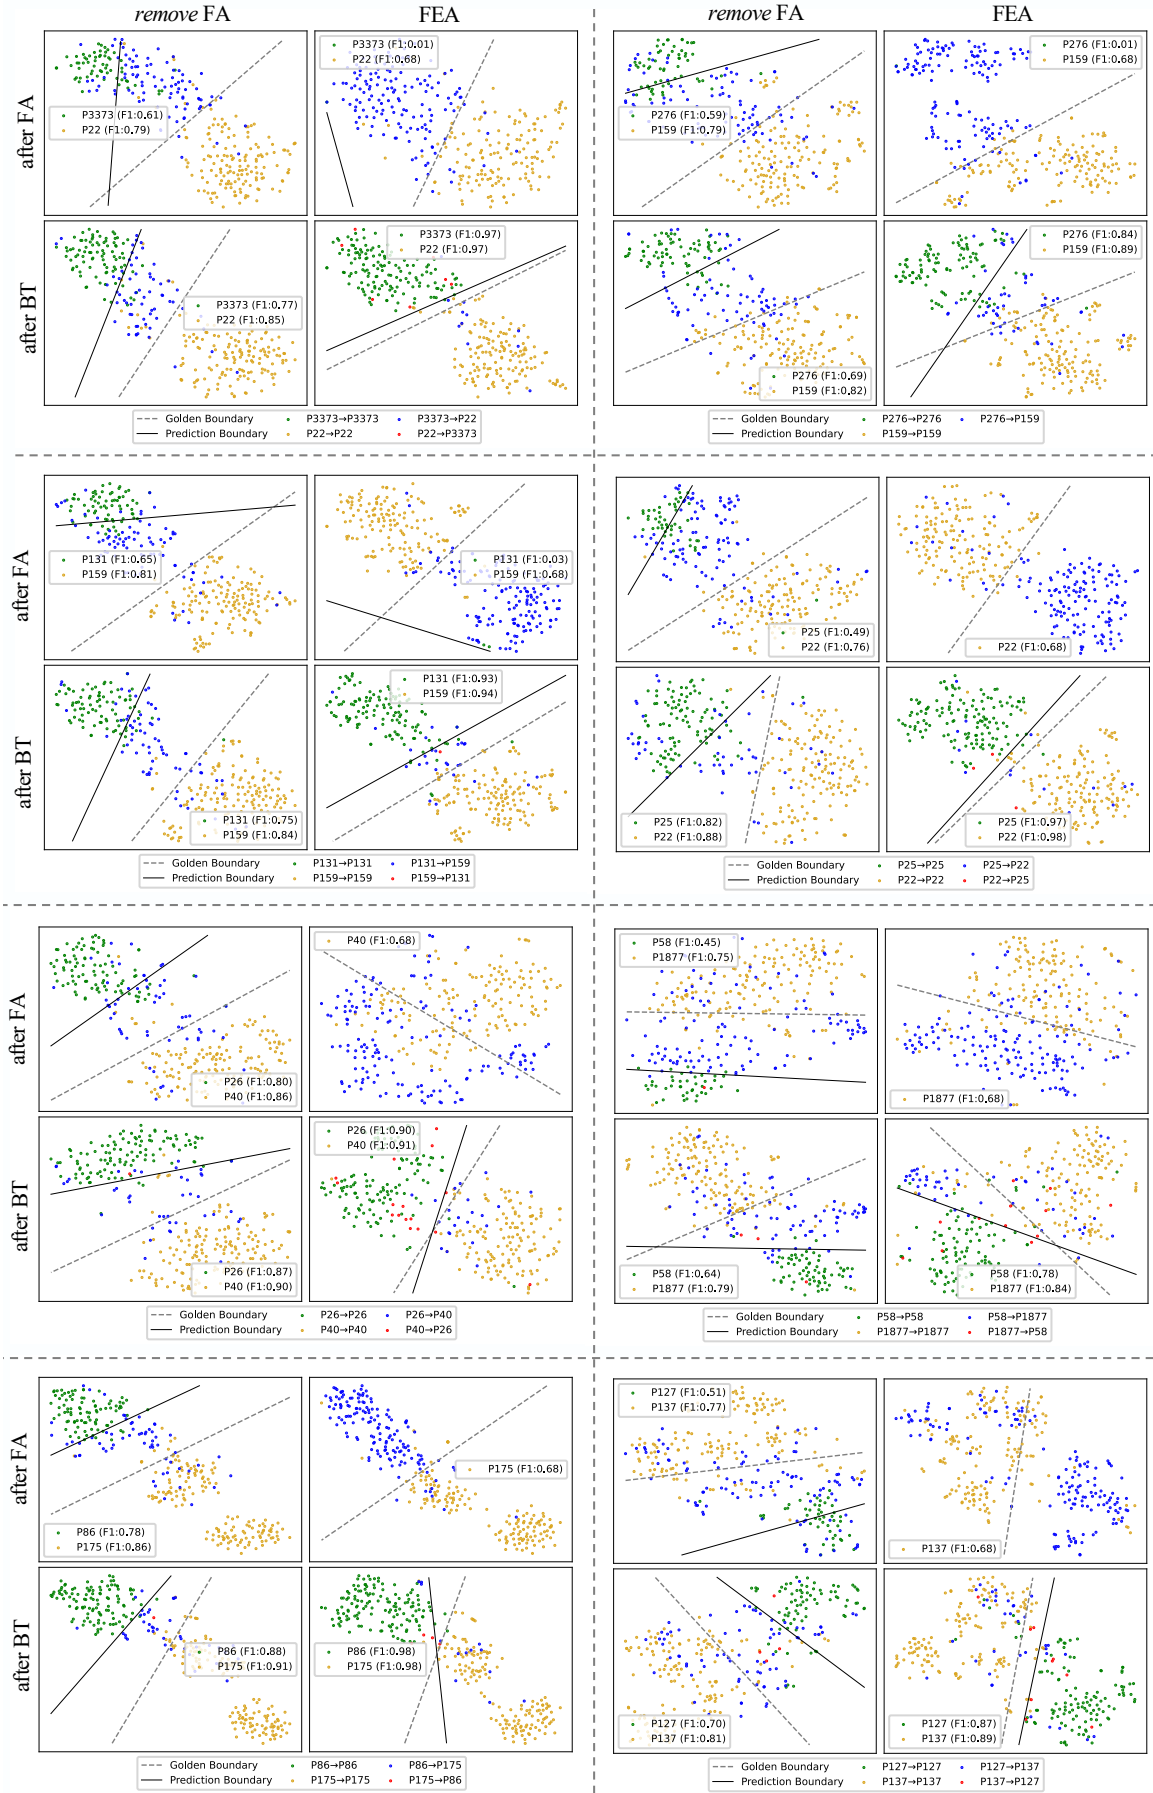 remove FA
FEA
remove FA
FEA
after FA
P3373 (F1:0.61)
P22 (F1:0.79)
P3373 (F1:0.01)
P22 (F1:0.68)
P276 (F1:0.59)
P159 (F1:0.79)
P276 (F1:0.01)
P159 (F1:0.68)
after BT
P3373 (F1:0.77)
P22 (F1:0.85)
P3373 (F1:0.97)
P22 (F1:0.97)
P276 (F1:0.69)
P159 (F1:0.82)
P276 (F1:0.84)
P159 (F1:0.89)
Golden Boundary P3373→P3373 P3373→P22
Prediction Boundary P22→P22 P22→P3373
Golden Boundary P276→P276 P276→P159
Prediction Boundary P159→P159
after FA
P131 (F1:0.65)
P159 (F1:0.81)
P131 (F1:0.03)
P159 (F1:0.68)
P25 (F1:0.49)
P22 (F1:0.76)
P22 (F1:0.68)
after BT
P131 (F1:0.75)
P159 (F1:0.84)
P131 (F1:0.93)
P159 (F1:0.94)
P25 (F1:0.82)
P22 (F1:0.88)
P25 (F1:0.97)
P22 (F1:0.98)
Golden Boundary P131→P131 P131→P159
Prediction Boundary P159→P159 P159→P131
Golden Boundary P25→P25 P25→P22
Prediction Boundary P22→P22 P22→P25
after FA
P26 (F1:0.80)
P40 (F1:0.86)
P40 (F1:0.68)
P58 (F1:0.45)
P1877 (F1:0.75)
P1877 (F1:0.68)
after BT
P26 (F1:0.87)
P40 (F1:0.90)
P26 (F1:0.90)
P40 (F1:0.91)
P58 (F1:0.64)
P1877 (F1:0.79)
P58 (F1:0.78)
P1877 (F1:0.84)
Golden Boundary P26→P26 P26→P40
Prediction Boundary P40→P40 P40→P26
Golden Boundary P58→P58 P58→P1877
Prediction Boundary P1877→P1877 P1877→P58
after FA
P86 (F1:0.78)
P175 (F1:0.86)
P175 (F1:0.68)
P127 (F1:0.51)
P137 (F1:0.77)
P137 (F1:0.68)
after BT
P86 (F1:0.88)
P175 (F1:0.91)
P86 (F1:0.98)
P175 (F1:0.98)
P127 (F1:0.70)
P137 (F1:0.81)
P127 (F1:0.87)
P137 (F1:0.89)
Golden Boundary P86→P86 P86→P175
Prediction Boundary P175→P175 P175→P86
Golden Boundary P127→P127 P127→P137
Prediction Boundary P137→P137 P137→P127